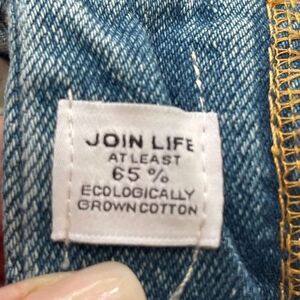 JOIN LIFE
AT LEAST
65%
ECOLOGICALLY
GROWN COTTON